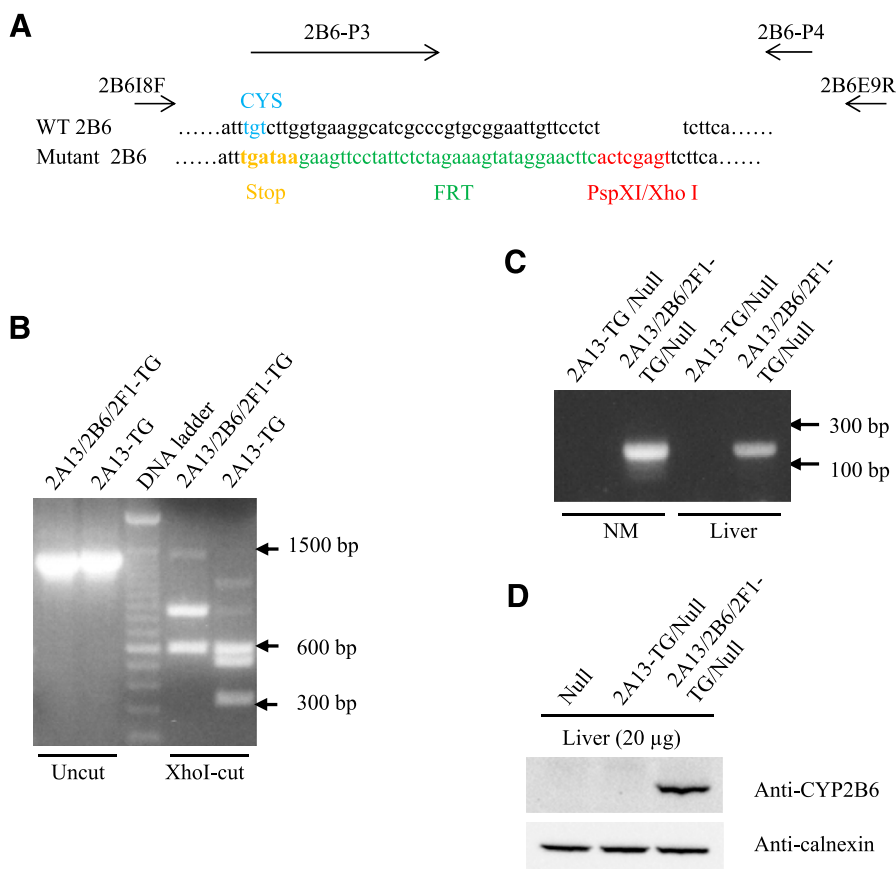 A
2B6-P3
2B6-P4
2B6I8F
2B6E9R
CYS
WT 2B6 ......atttgtcttggtgaaggcatcgcccgtgcggaattgttcctct tcttca......
Mutant 2B6 ......atttgataagaagttcctattctctagaaagtataggaacttcactcgagttcttca......
Stop
FRT
PspXI/Xho I
B
2A13/2B6/2F1-TG
2A13-TG
DNA ladder
2A13/2B6/2F1-TG
2A13-TG
1500 bp
600 bp
300 bp
Uncut
XhoI-cut
C
2A13-TG /Null
2A13/2B6/2F1-
TG/Null
2A13-TG/Null
2A13/2B6/2F1-
TG/Null
300 bp
100 bp
NM
Liver
D
Null
2A13-TG/Null
2A13/2B6/2F1-
TG/Null
Liver (20 µg)
Anti-CYP2B6
Anti-calnexin